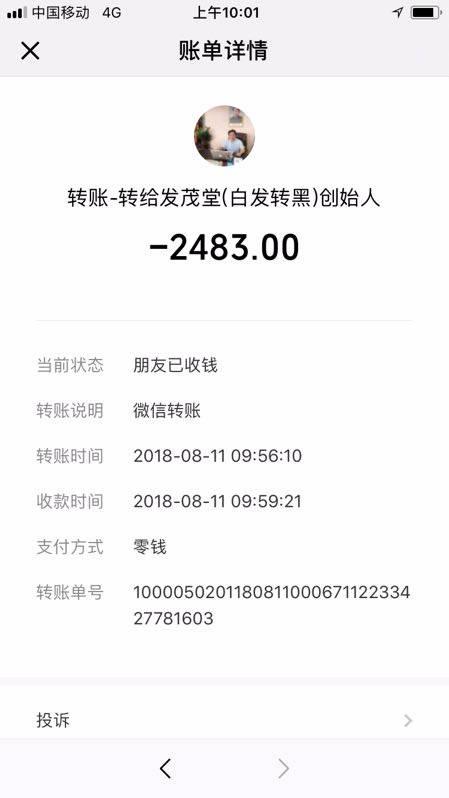 中国移动 4G 上午10:01
账单详情
转账-转给发茂堂(白发转黑)创始人
-2483.00
当前状态 朋友已收钱
转账说明 微信转账
转账时间 2018-08-11 09:56:10
收款时间 2018-08-11 09:59:21
支付方式 零钱
转账单号 1000050201180811000671122334
27781603
投诉